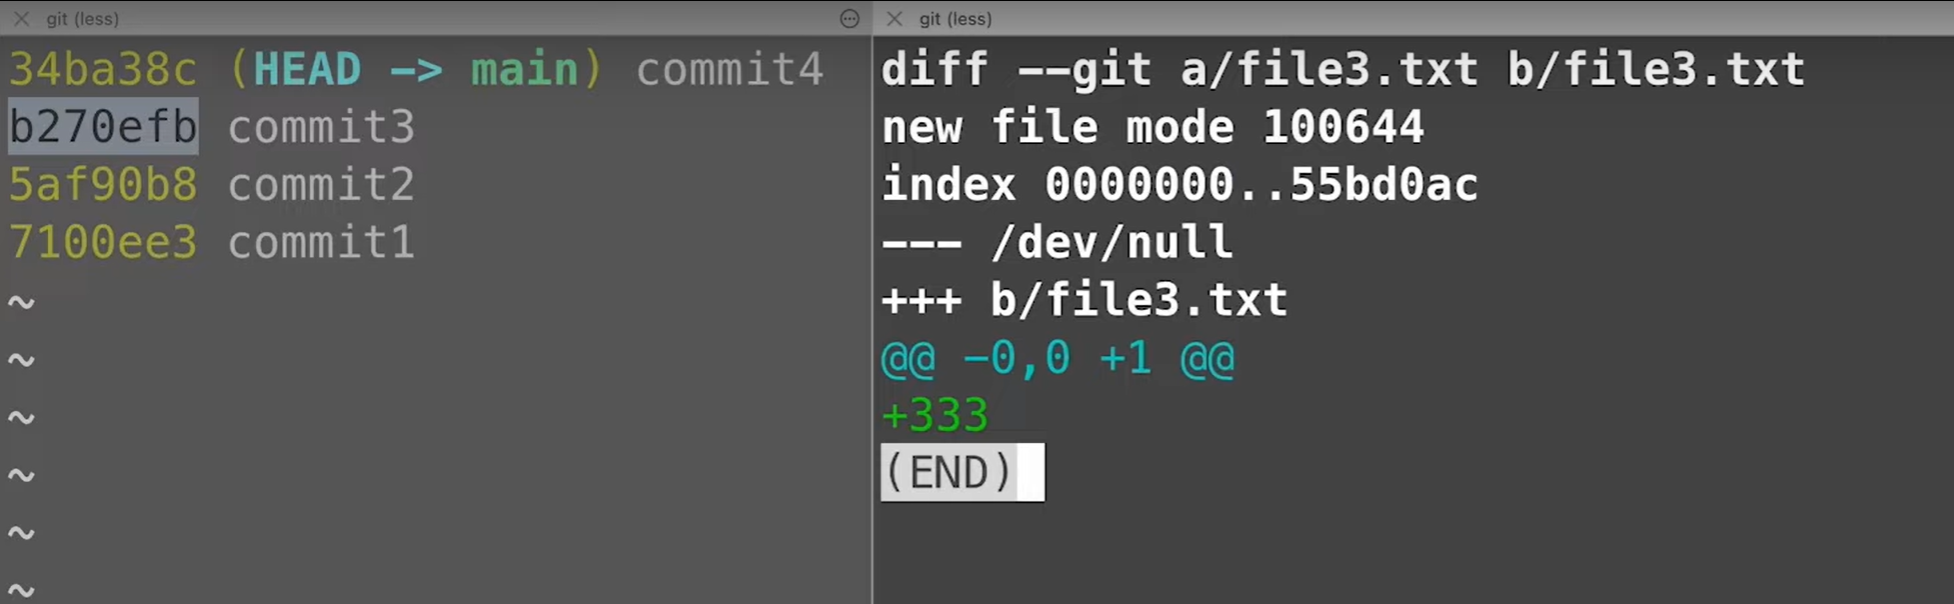 git (less)
34ba38c (HEAD -> main) commit4
b270efb commit3
5af90b8 commit2
7100ee3 commit1
~
~
~
~
~
~
git (less)
diff --git a/file3.txt b/file3.txt
new file mode 100644
index 0000000..55bd0ac
--- /dev/null
+++ b/file3.txt
@@ -0,0 +1 @@
+333
(END)